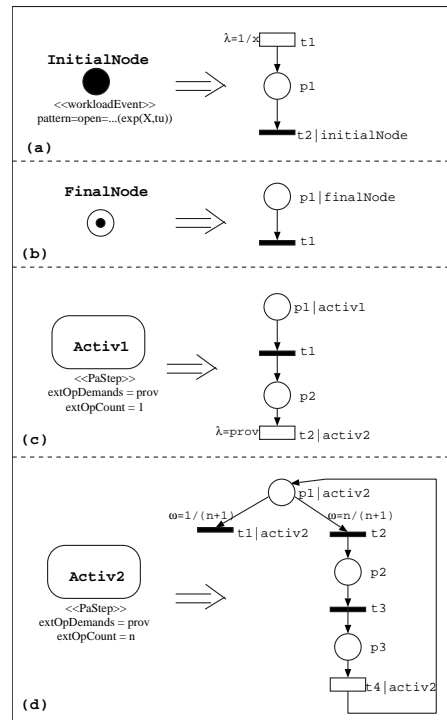 InitialNode
<<workloadEvent>>
pattern=open=...(exp(X,tu))
(a)
λ=1/x
t1
p1
t2|initialNode
FinalNode
(b)
p1|finalNode
t1
Activ1
<<PaStep>>
extOpDemands = prov
extOpCount = 1
(c)
p1|activ1
t1
p2
λ=prov
t2|activ2
Activ2
<<PaStep>>
extOpDemands = prov
extOpCount = n
(d)
p1|activ2
ω=1/(n+1)
ω=n/(n+1)
t1|activ2
t2
p2
t3
p3
t4|activ2